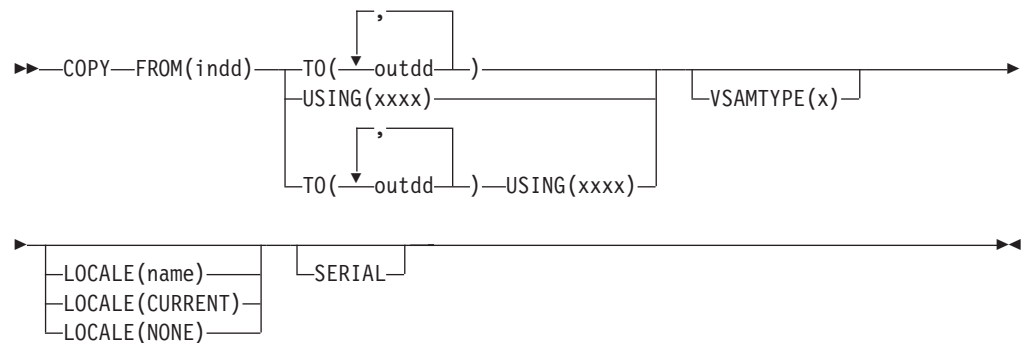 ,
COPY FROM(indd) TO( outdd )
USING(xxxx) VSAMTYPE(x)
,
TO( outdd ) USING(xxxx)
LOCALE(name) SERIAL
LOCALE(CURRENT)
LOCALE(NONE)